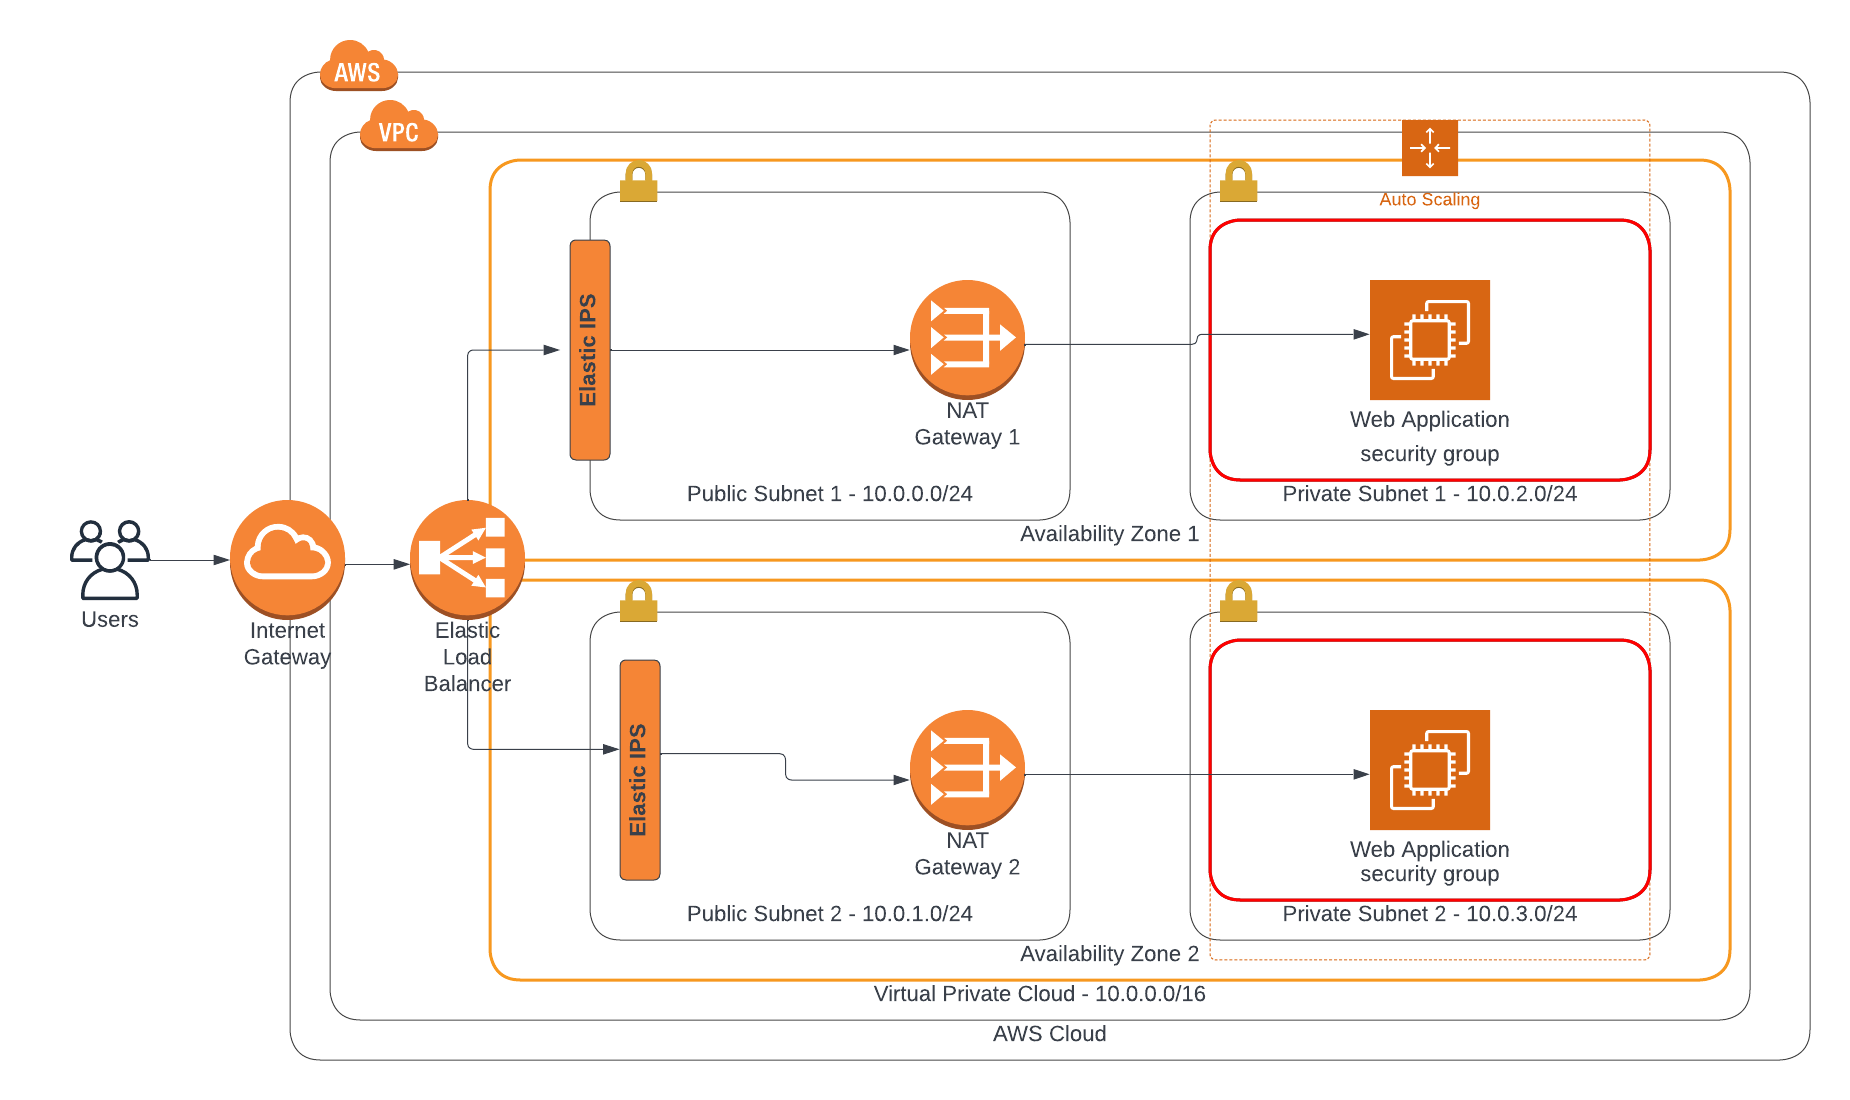 AWS
VPC
Auto Scaling
Elastic IPS
NAT
Gateway 1
Web Application
security group
Public Subnet 1 - 10.0.0.0/24
Private Subnet 1 - 10.0.2.0/24
Availability Zone 1
Users
Internet
Gateway
Elastic
Load
Balancer
Elastic IPS
NAT
Gateway 2
Web Application
security group
Public Subnet 2 - 10.0.1.0/24
Private Subnet 2 - 10.0.3.0/24
Availability Zone 2
Virtual Private Cloud - 10.0.0.0/16
AWS Cloud